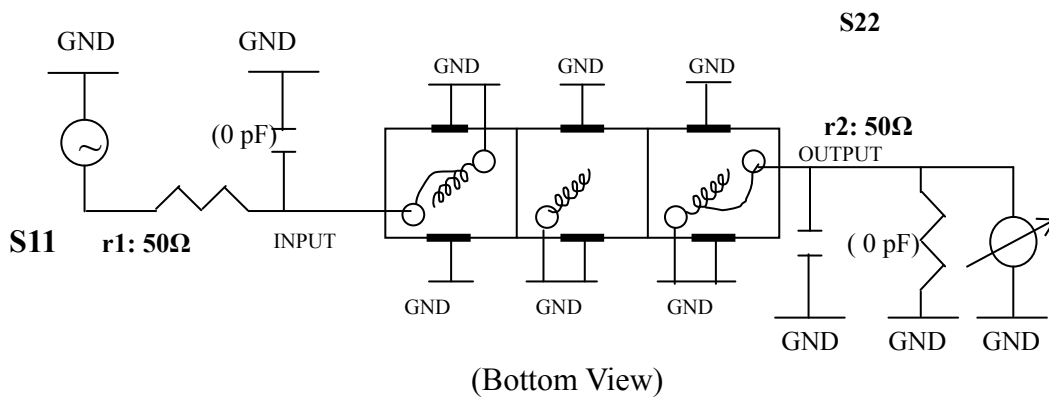 S22
GND
GND
GND
GND
GND
(0 pF)
r2: 50Ω
OUTPUT
S11
r1: 50Ω
INPUT
( 0 pF)
GND
GND
GND
GND
GND
GND
(Bottom View)